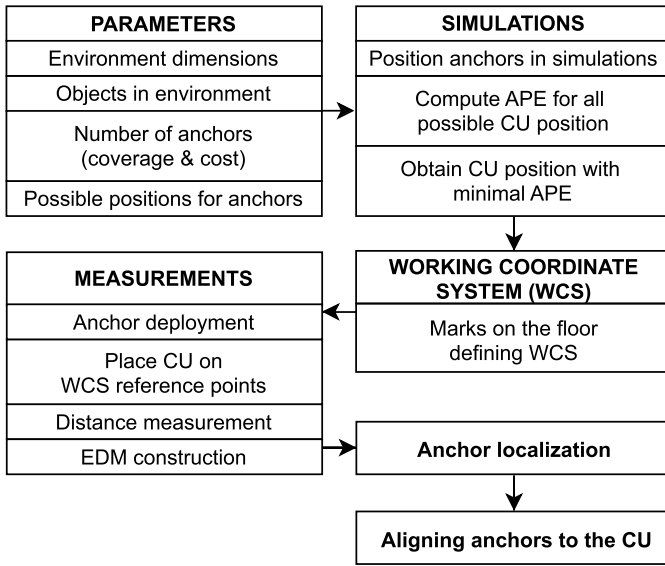 PARAMETERS
Environment dimensions
Objects in environment
Number of anchors
(coverage & cost)
Possible positions for anchors
SIMULATIONS
Position anchors in simulations
Compute APE for all
possible CU position
Obtain CU position with
minimal APE
WORKING COORDINATE
SYSTEM (WCS)
Marks on the floor
defining WCS
MEASUREMENTS
Anchor deployment
Place CU on
WCS reference points
Distance measurement
EDM construction
Anchor localization
Aligning anchors to the CU